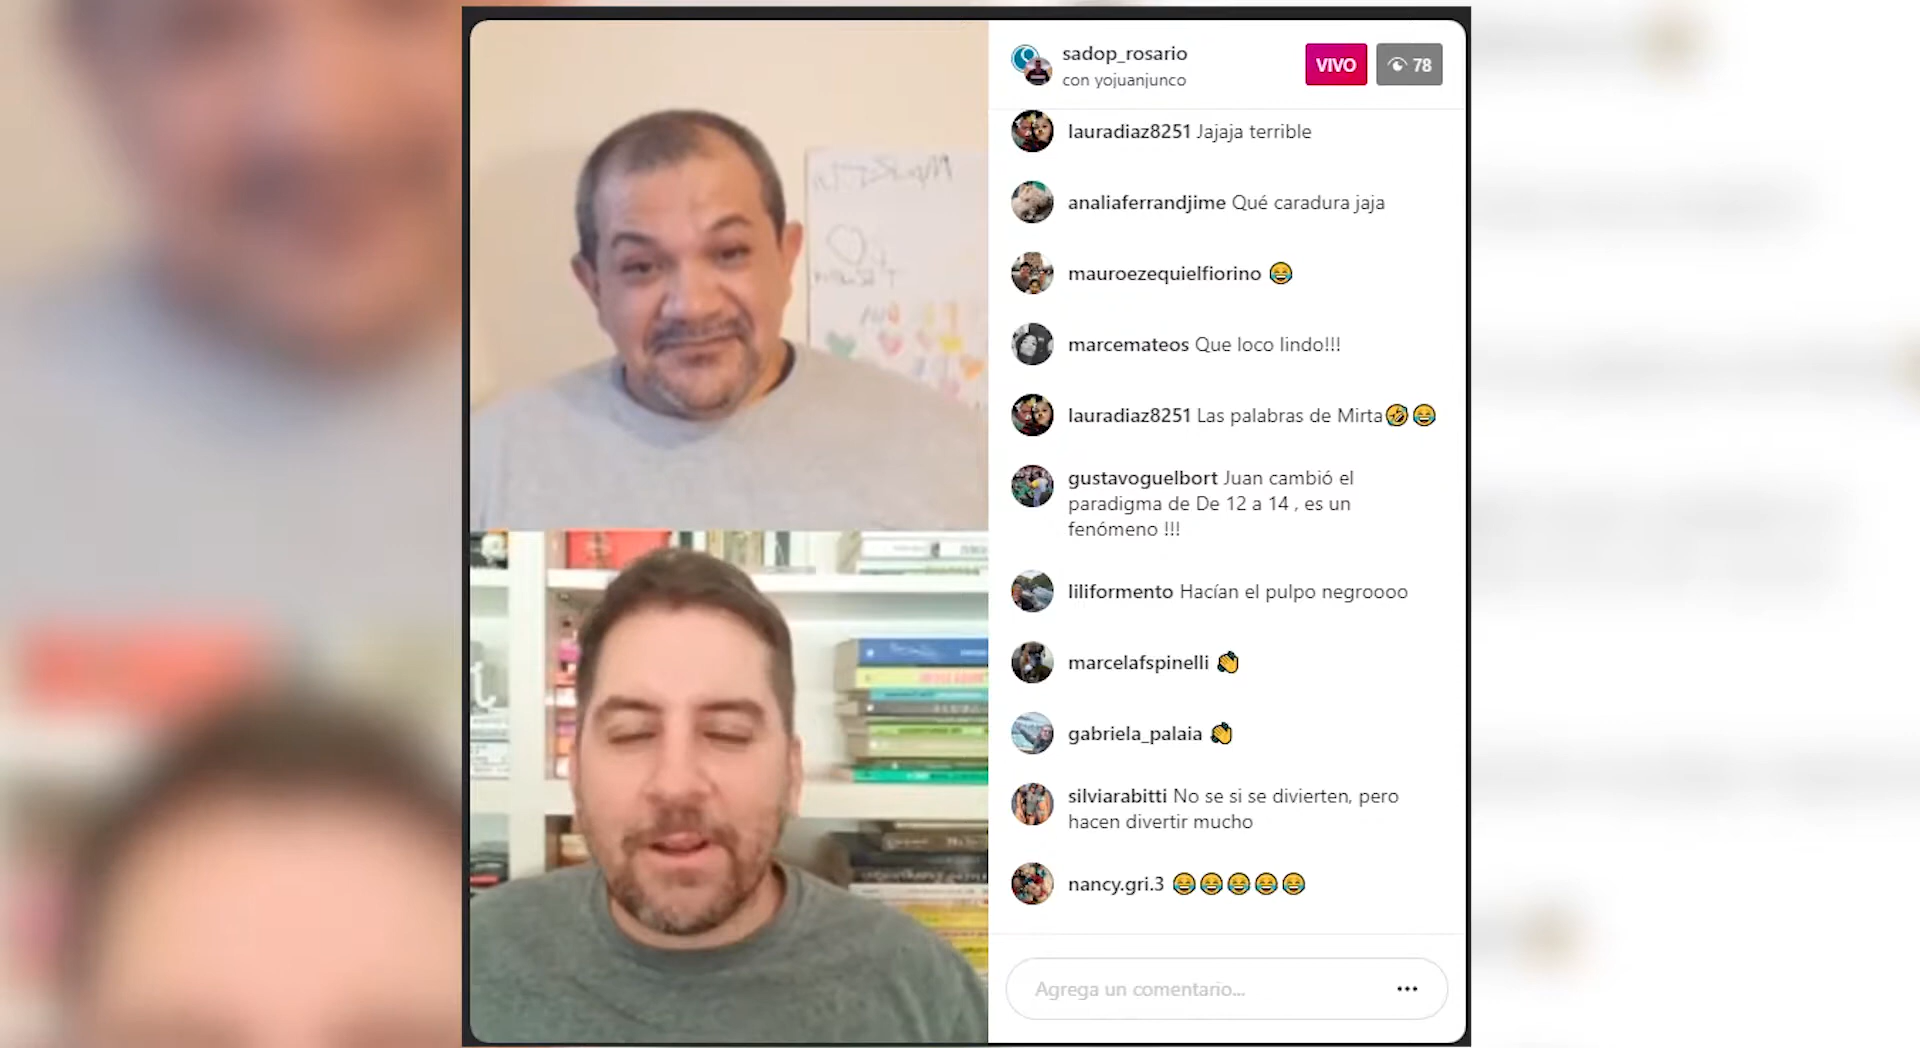 sadop_rosario
con yojuanjunco
VIVO
78
lauradiaz8251 Jajaja terrible
analiaferrandjime Qué caradura jaja
mauroezequielfiorino 😂
marcemateos Que loco lindo!!!
lauradiaz8251 Las palabras de Mirta🤣😂
gustavoguelbort Juan cambió el
paradigma de De 12 a 14 , es un
fenómeno !!!
liliformento Hacían el pulpo negroooo
marcelafspinelli 👏
gabriela_palaia 👏
silviarabitti No se si se divierten, pero
hacen divertir mucho
nancy.gri.3 😂😂😂😂😂
Agrega un comentario...